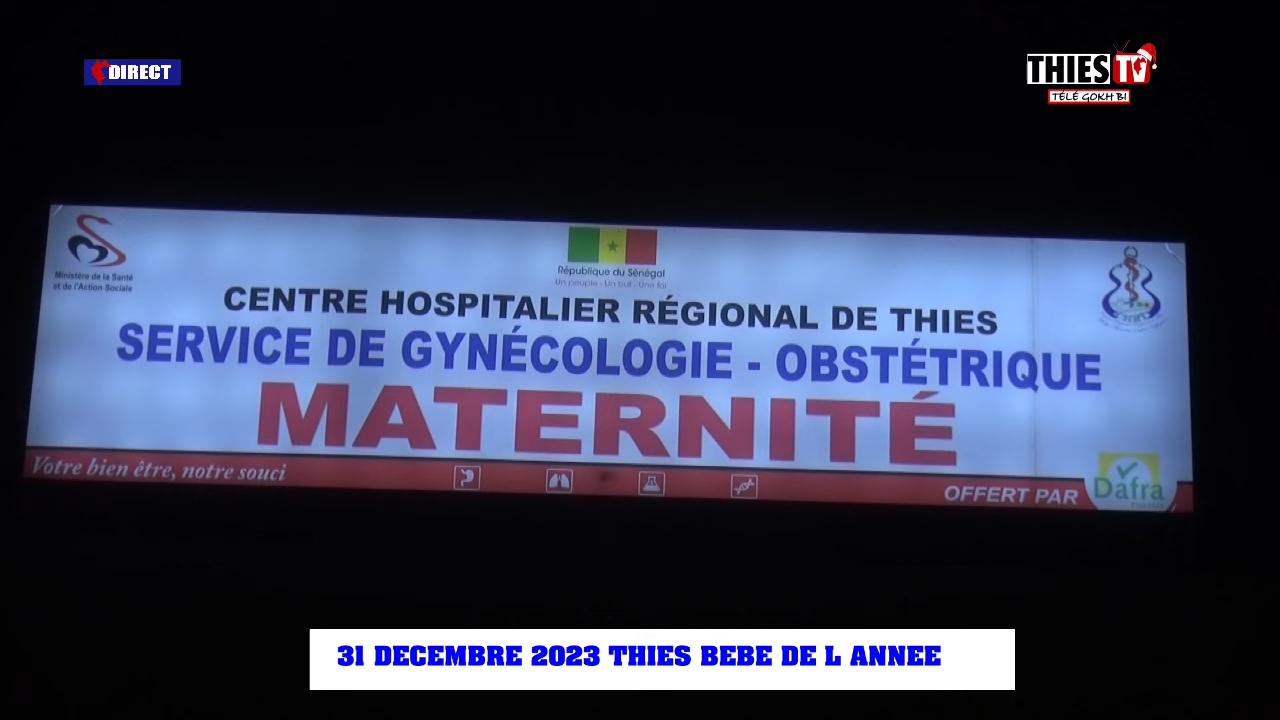 DIRECT
THIES TV
TÉLÉ GOKH BI
Ministère de la Santé
et de l'Action Sociale
République du Sénégal
Un peuple - Un but - Une foi
CENTRE HOSPITALIER RÉGIONAL DE THIES
SERVICE DE GYNÉCOLOGIE - OBSTÉTRIQUE
MATERNITÉ
Votre bien être, notre souci
OFFERT PAR
Dafra
31 DECEMBRE 2023 THIES BEBE DE L ANNEE